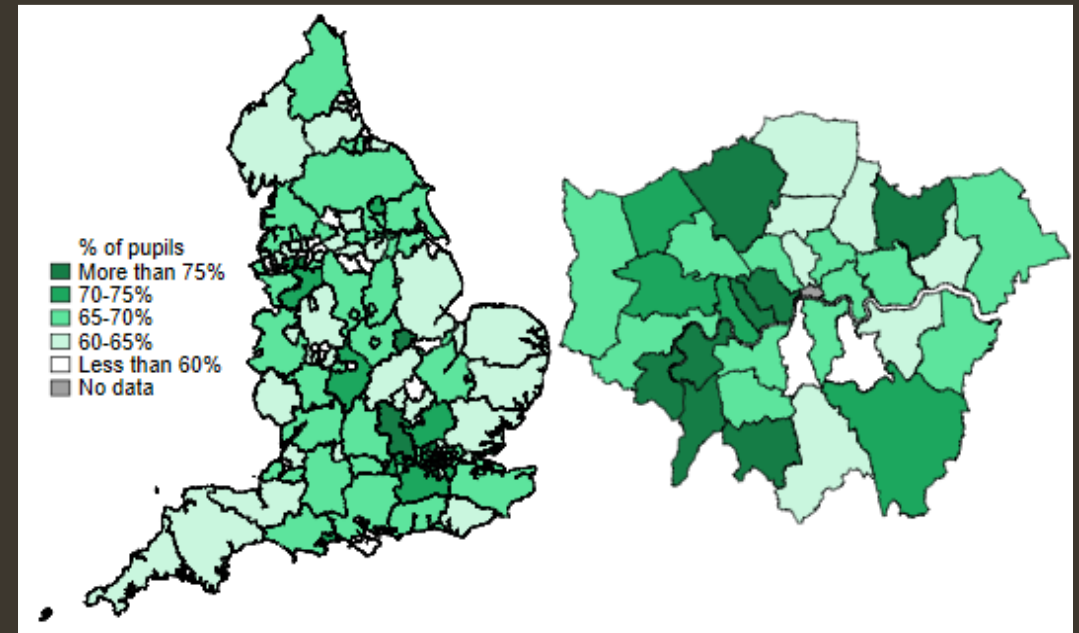 % of pupils
More than 75%
70-75%
65-70%
60-65%
Less than 60%
No data